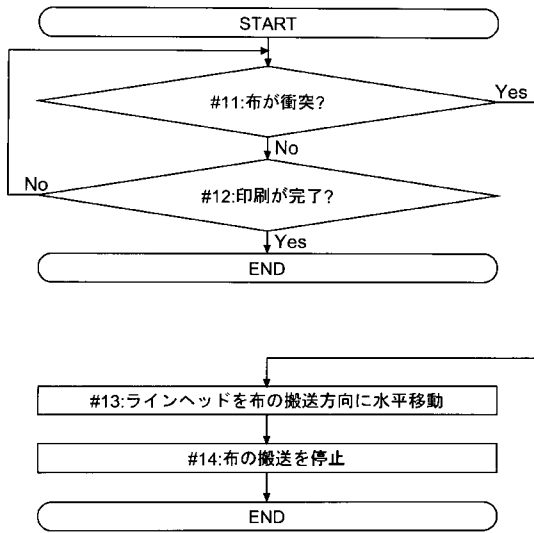 START
#11:布が衝突?
Yes
No
#12:印刷が完了?
No
Yes
END
#13:ラインヘッドを布の搬送方向に水平移動
#14:布の搬送を停止
END